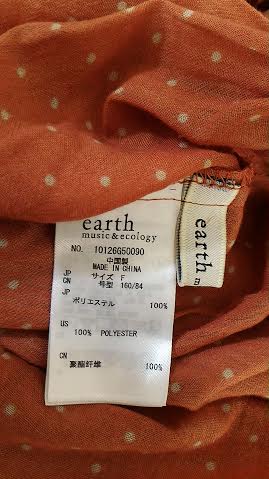 earth
music&ecology
NO. 10126G50090
中国製
MADE IN CHINA
JP サイズ F
CN 号型 160/84
JP
ポリエステル 100%
US
100% POLYESTER
CN
聚酯纤维 100%
earth
m